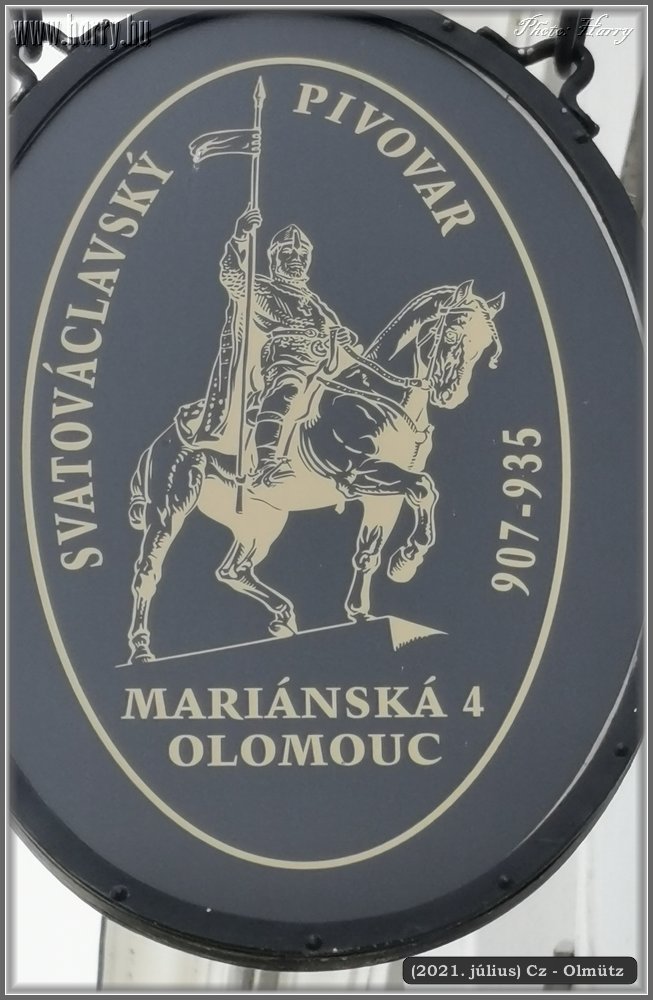 www.harry.hu
Photo: Harry
SVATOVÁCLAVSKÝ PIVOVAR
907-935
MARIÁNSKÁ 4
OLOMOUC
(2021. július) Cz - Olmütz